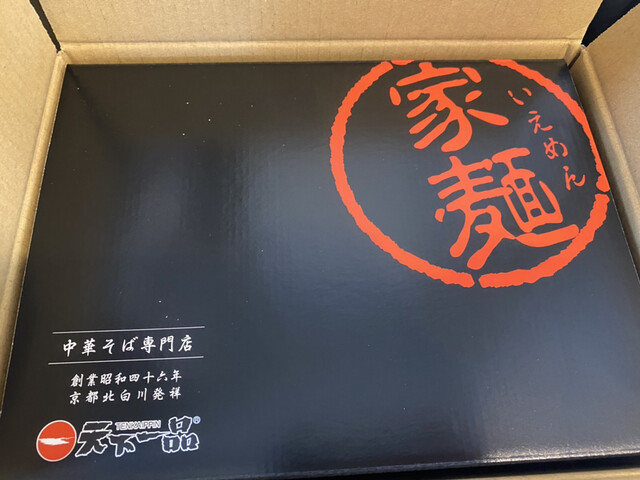 家麺
いえめん
中華そば専門店
創業昭和四十六年
京都北白川発祥
TENKAIPPIN
天下一品®